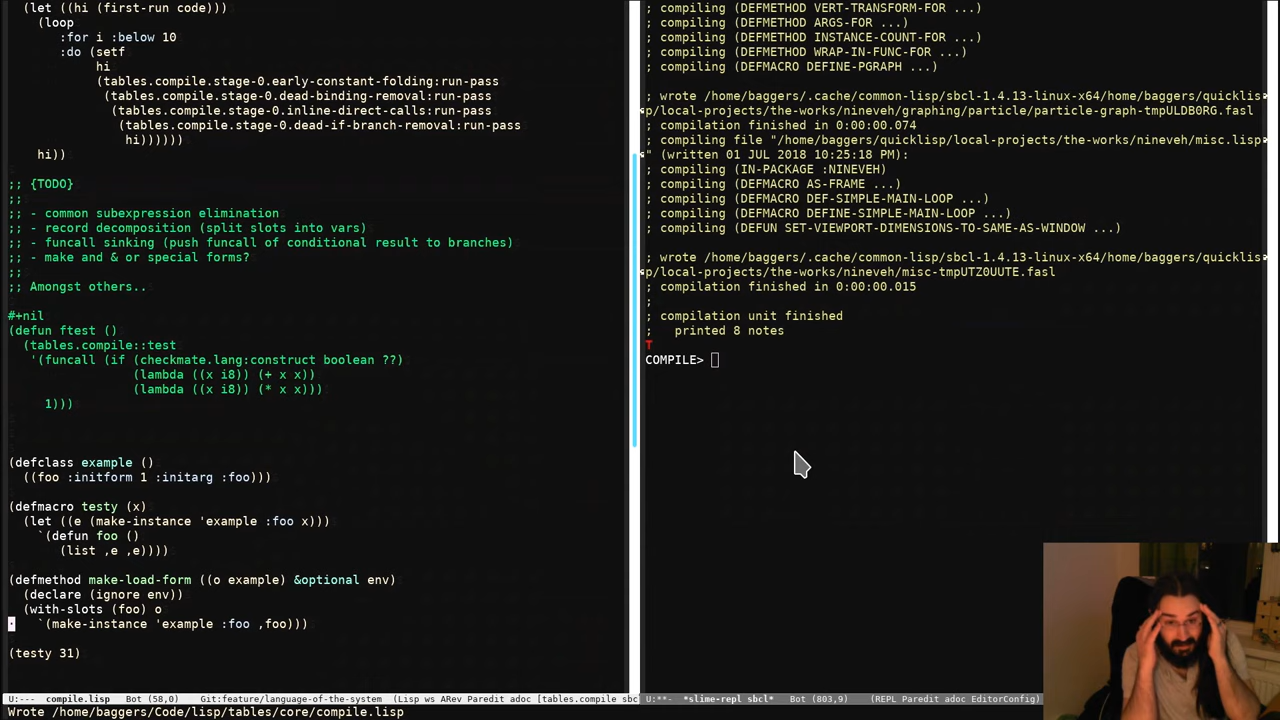 (let ((hi (first-run code)))
(loop
:for i :below 10
:do (setf
hi
(tables.compile.stage-0.early-constant-folding:run-pass
(tables.compile.stage-0.dead-binding-removal:run-pass
(tables.compile.stage-0.inline-direct-calls:run-pass
(tables.compile.stage-0.dead-if-branch-removal:run-pass
hi))))))
hi))
;; {TODO}
;;
;; - common subexpression elimination
;; - record decomposition (split slots into vars)
;; - funcall sinking (push funcall of conditional result to branches)
;; - make and & or special forms?
;;
;; Amongst others..
#+nil
(defun ftest ()
(tables.compile::test
'(funcall (if (checkmate.lang:construct boolean ??)
(lambda ((x i8)) (+ x x))
(lambda ((x i8)) (* x x)))
1)))
(defclass example ()
((foo :initform 1 :initarg :foo)))
(defmacro testy (x)
(let ((e (make-instance 'example :foo x)))
`(defun foo ()
(list ,e ,e))))
(defmethod make-load-form ((o example) &optional env)
(declare (ignore env))
(with-slots (foo) o
`(make-instance 'example :foo ,foo)))
(testy 31)
U:--- compile.lisp Bot (58,0) Git:feature/language-of-the-system (Lisp ws ARev Paredit adoc [tables.compile sbc
Wrote /home/baggers/Code/lisp/tables/core/compile.lisp
; compiling (DEFMETHOD VERT-TRANSFORM-FOR ...)
; compiling (DEFMETHOD ARGS-FOR ...)
; compiling (DEFMETHOD INSTANCE-COUNT-FOR ...)
; compiling (DEFMETHOD WRAP-IN-FUNC-FOR ...)
; compiling (DEFMACRO DEFINE-PGRAPH ...)
; wrote /home/baggers/.cache/common-lisp/sbcl-1.4.13-linux-x64/home/baggers/quicklis
p/local-projects/the-works/nineveh/graphing/particle/particle-graph-tmpULDB0RG.fasl
; compilation finished in 0:00:00.074
; compiling file "/home/baggers/quicklisp/local-projects/the-works/nineveh/misc.lisp
" (written 01 JUL 2018 10:25:18 PM):
; compiling (IN-PACKAGE :NINEVEH)
; compiling (DEFMACRO AS-FRAME ...)
; compiling (DEFMACRO DEF-SIMPLE-MAIN-LOOP ...)
; compiling (DEFMACRO DEFINE-SIMPLE-MAIN-LOOP ...)
; compiling (DEFUN SET-VIEWPORT-DIMENSIONS-TO-SAME-AS-WINDOW ...)
; wrote /home/baggers/.cache/common-lisp/sbcl-1.4.13-linux-x64/home/baggers/quicklis
p/local-projects/the-works/nineveh/misc-tmpUTZ0UUTE.fasl
; compilation finished in 0:00:00.015
;
; compilation unit finished
; printed 8 notes
T
COMPILE>
U:**- *slime-repl sbcl* Bot (803,9) (REPL Paredit adoc EditorConfig)